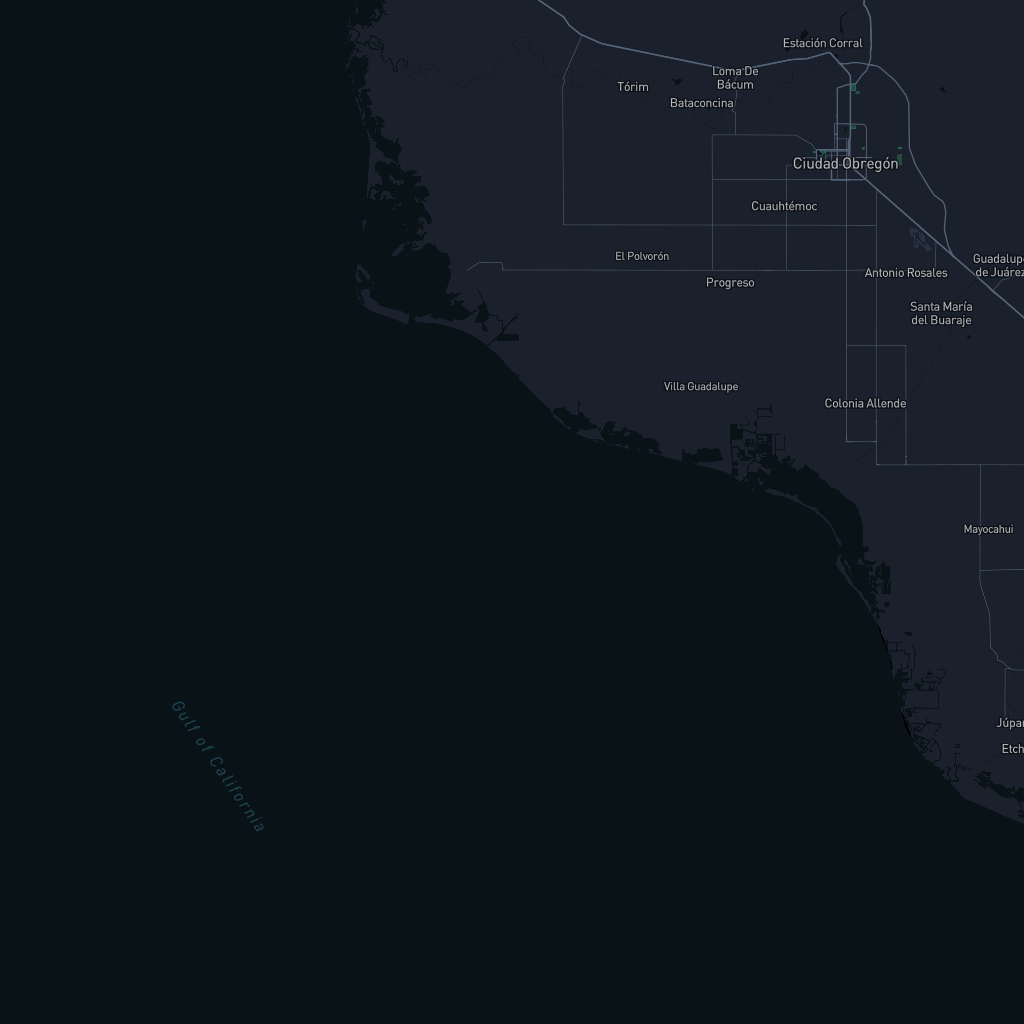 Estación Corral
Loma De
Bácum
Tórim
Bataconcina
Ciudad Obregón
Cuauhtémoc
El Polvorón
Guadalupe
de Juárez
Antonio Rosales
Progreso
Santa María
del Buaraje
Villa Guadalupe
Colonia Allende
Mayocahui
Gulf of California
Júpar
Etch